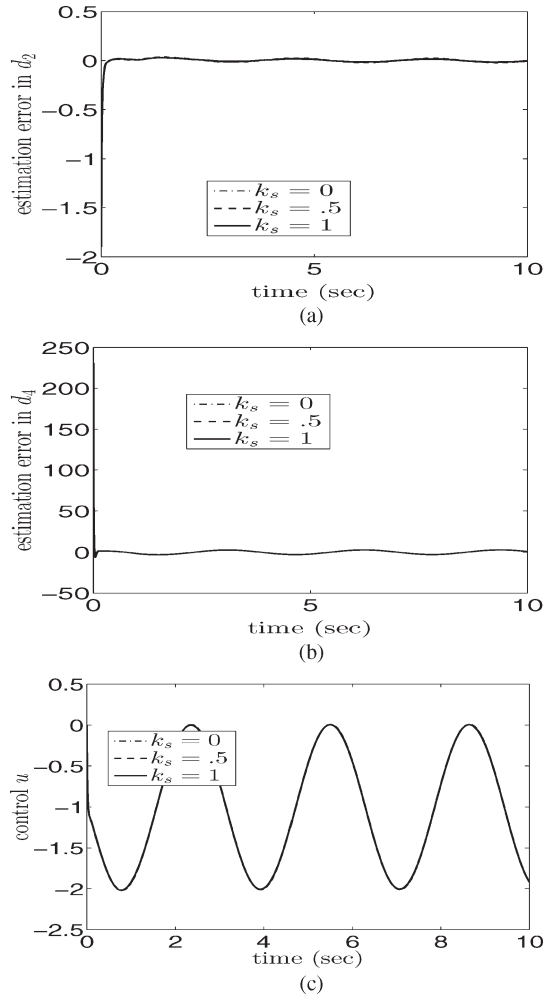 0.5
0
−0.5
−1
−1.5
−2
estimation error in d₂
k_s = 0
k_s = .5
k_s = 1
0 5 10
time (sec)
(a)
250
200
150
100
50
0
−50
estimation error in d₄
k_s = 0
k_s = .5
k_s = 1
0 5 10
time (sec)
(b)
0.5
0
−0.5
−1
−1.5
−2
−2.5
control u
k_s = 0
k_s = .5
k_s = 1
0 2 4 6 8 10
time (sec)
(c)